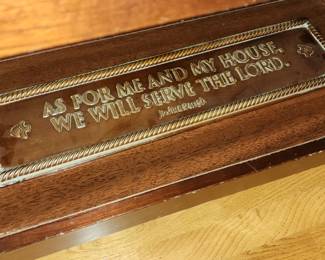 AS FOR ME AND MY HOUSE,
WE WILL SERVE THE LORD.